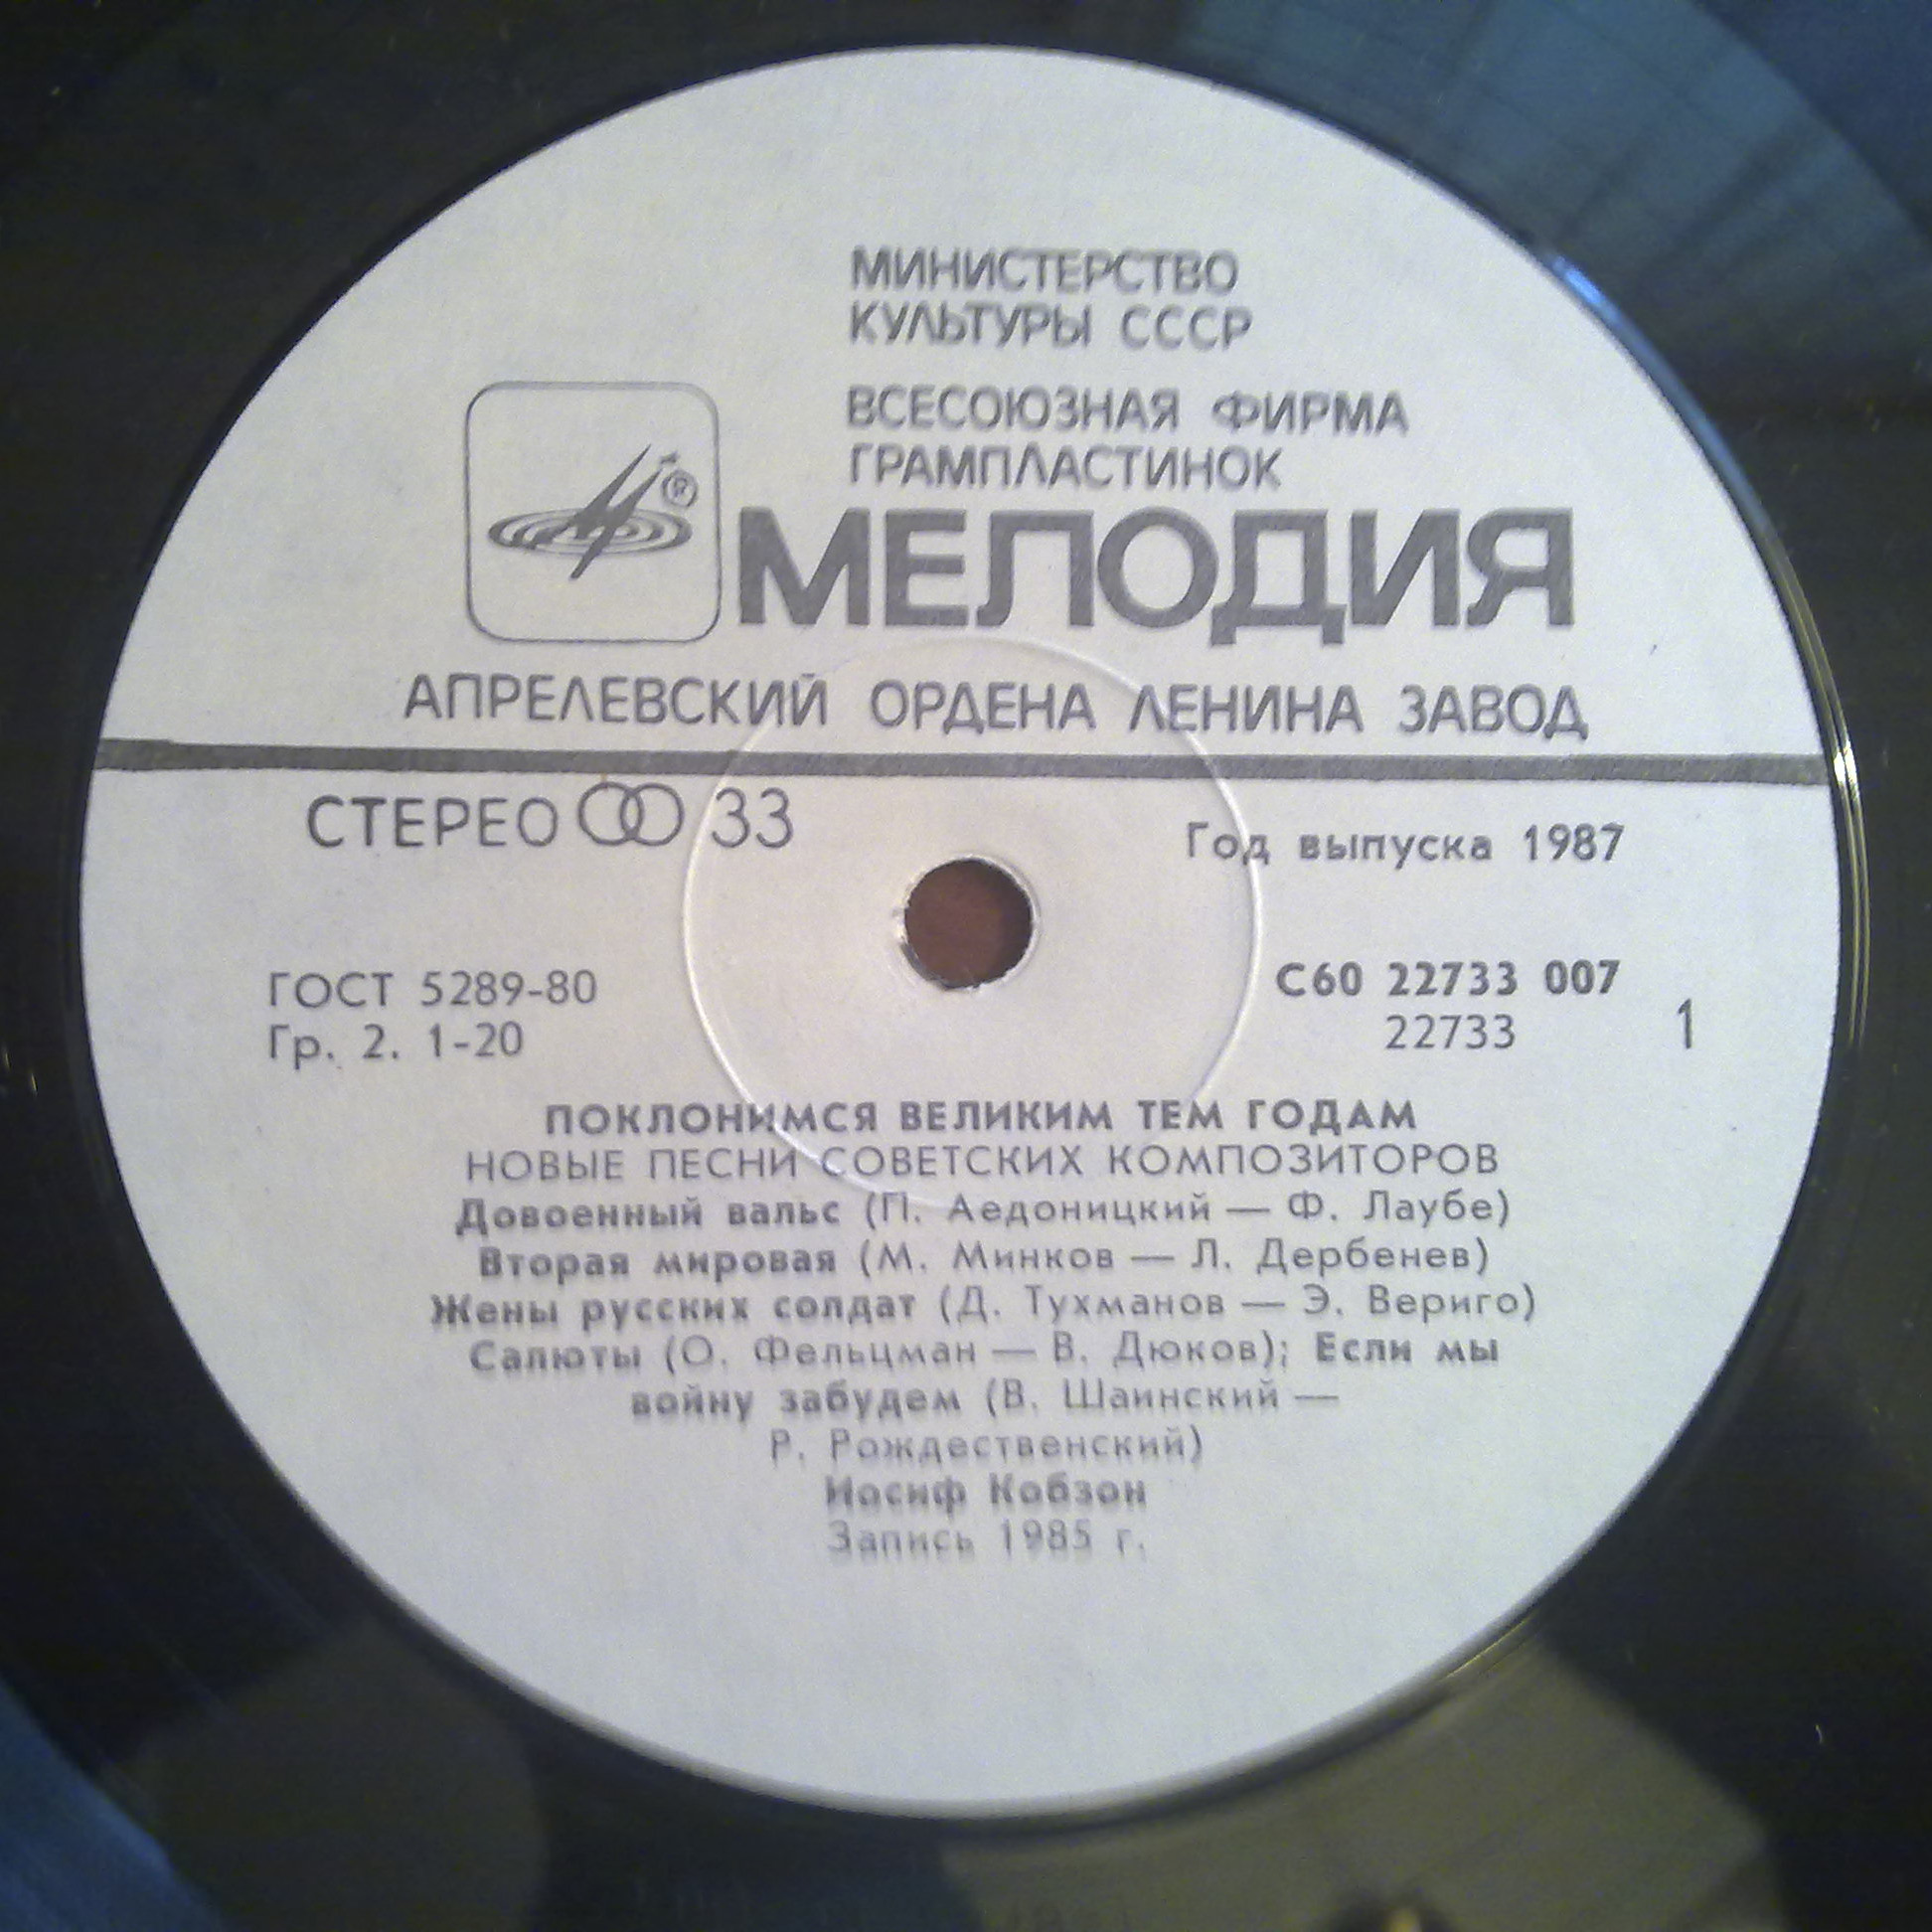 МИНИСТЕРСТВО
КУЛЬТУРЫ СССР
ВСЕСОЮЗНАЯ ФИРМА
ГРАМПЛАСТИНОК
®
МЕЛОДИЯ
АПРЕЛЕВСКИЙ ОРДЕНА ЛЕНИНА ЗАВОД
СТЕРЕО 33
Год выпуска 1987
ГОСТ 5289-80
Гр. 2. 1-20
С60 22733 007
22733
1
ПОКЛОНИМСЯ ВЕЛИКИМ ТЕМ ГОДАМ
НОВЫЕ ПЕСНИ СОВЕТСКИХ КОМПОЗИТОРОВ
Довоенный вальс (П. Аедоницкий — Ф. Лаубе)
Вторая мировая (М. Минков — Л. Дербенев)
Жены русских солдат (Д. Тухманов — Э. Вериго)
Салюты (О. Фельцман — В. Дюков); Если мы
войну забудем (В. Шаинский —
Р. Рождественский)
Иосиф Кобзон
Запись 1985 г.